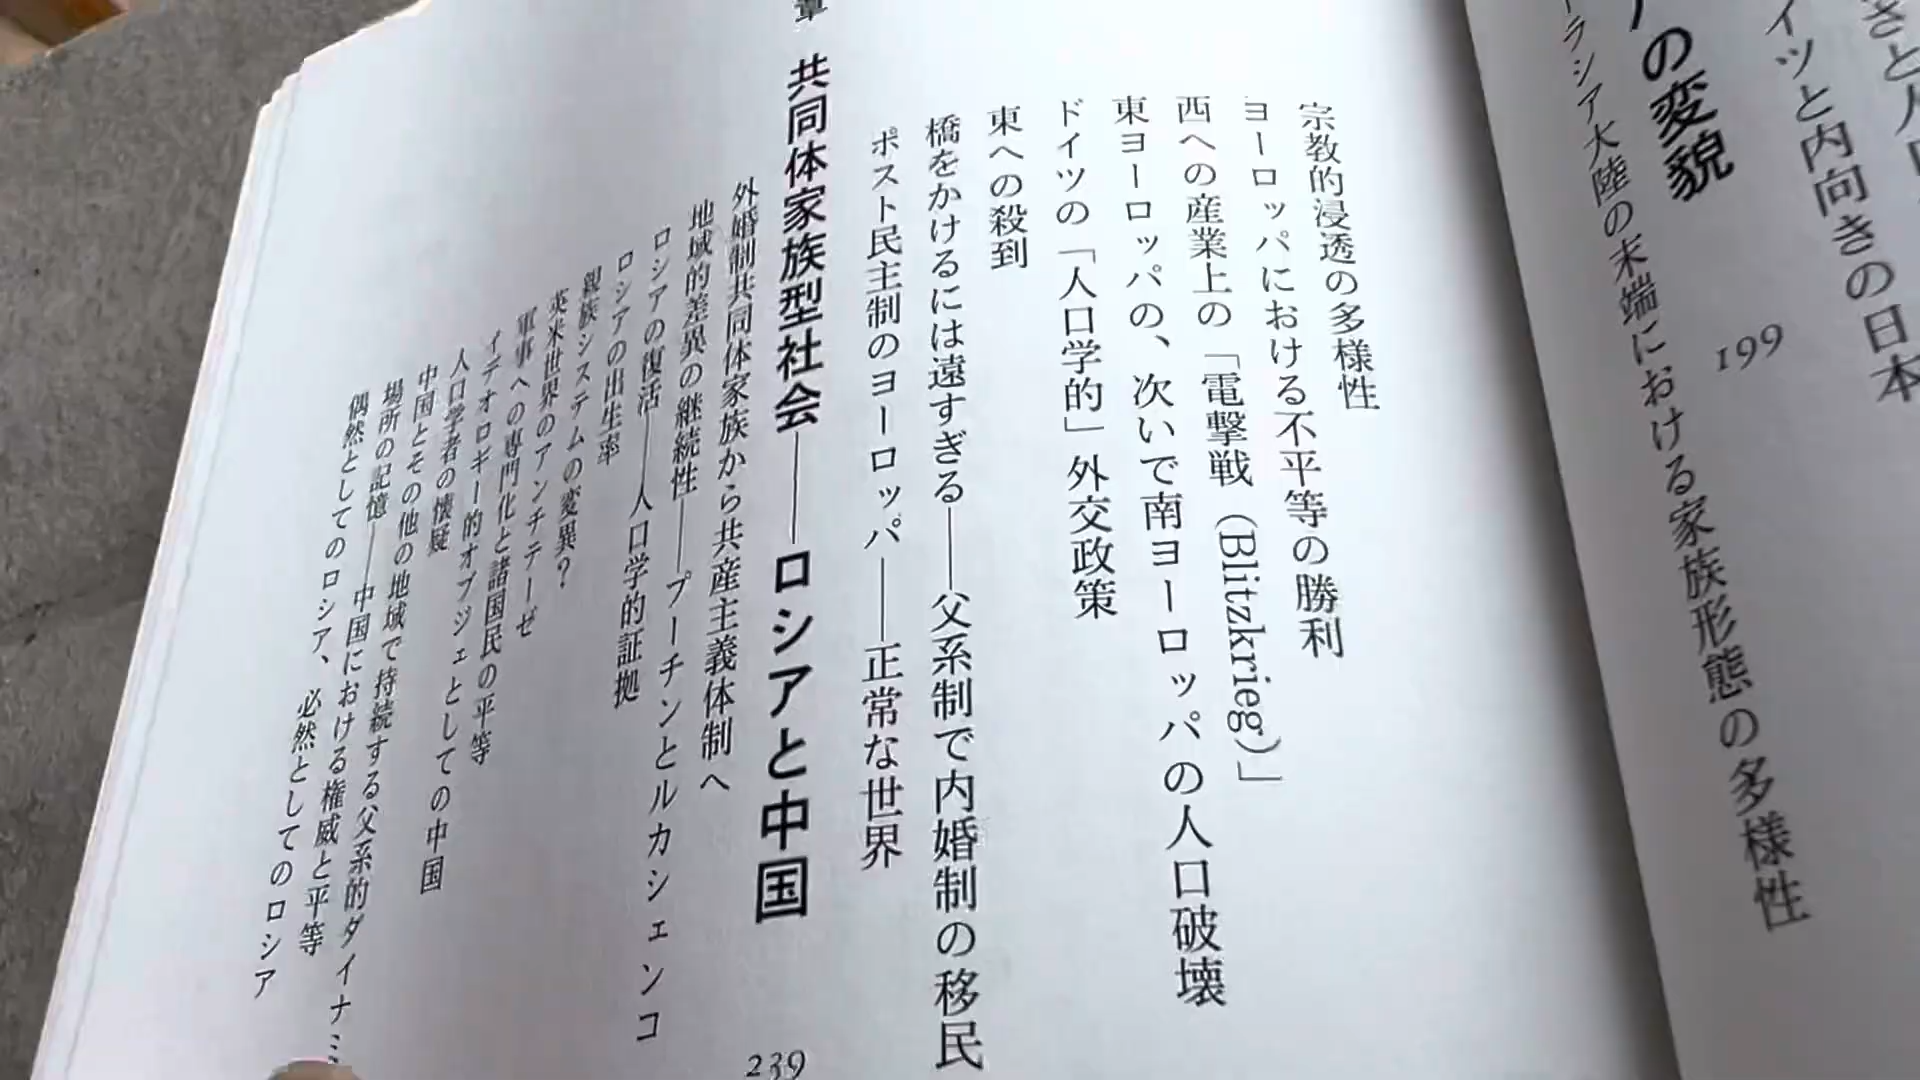 きと人口
イツと内向きの日本
の変貌
199
ーラシア大陸の末端における家族形態の多様性
宗教的浸透の多様性
ヨーロッパにおける不平等の勝利
西への産業上の「電撃戦（Blitzkrieg）」
東ヨーロッパの、次いで南ヨーロッパの人口破壊
ドイツの「人口学的」外交政策
東への殺到
橋をかけるには遠すぎる——父系制で内婚制の移民
ポスト民主制のヨーロッパ——正常な世界
章 共同体家族型社会——ロシアと中国
239
外婚制共同体家族から共産主義体制へ
地域的差異の継続性——プーチンとルカシェンコ
ロシアの復活——人口学的証拠
ロシアの出生率
親族システムの変異？
英米世界のアンチテーゼ
軍事への専門化と諸国民の平等
イデオロギー的オブジェとしての中国
人口学者の懐疑
中国とその他の地域で持続する父系的ダイナミ
場所の記憶——中国における権威と平等
偶然としてのロシア、必然としてのロシア